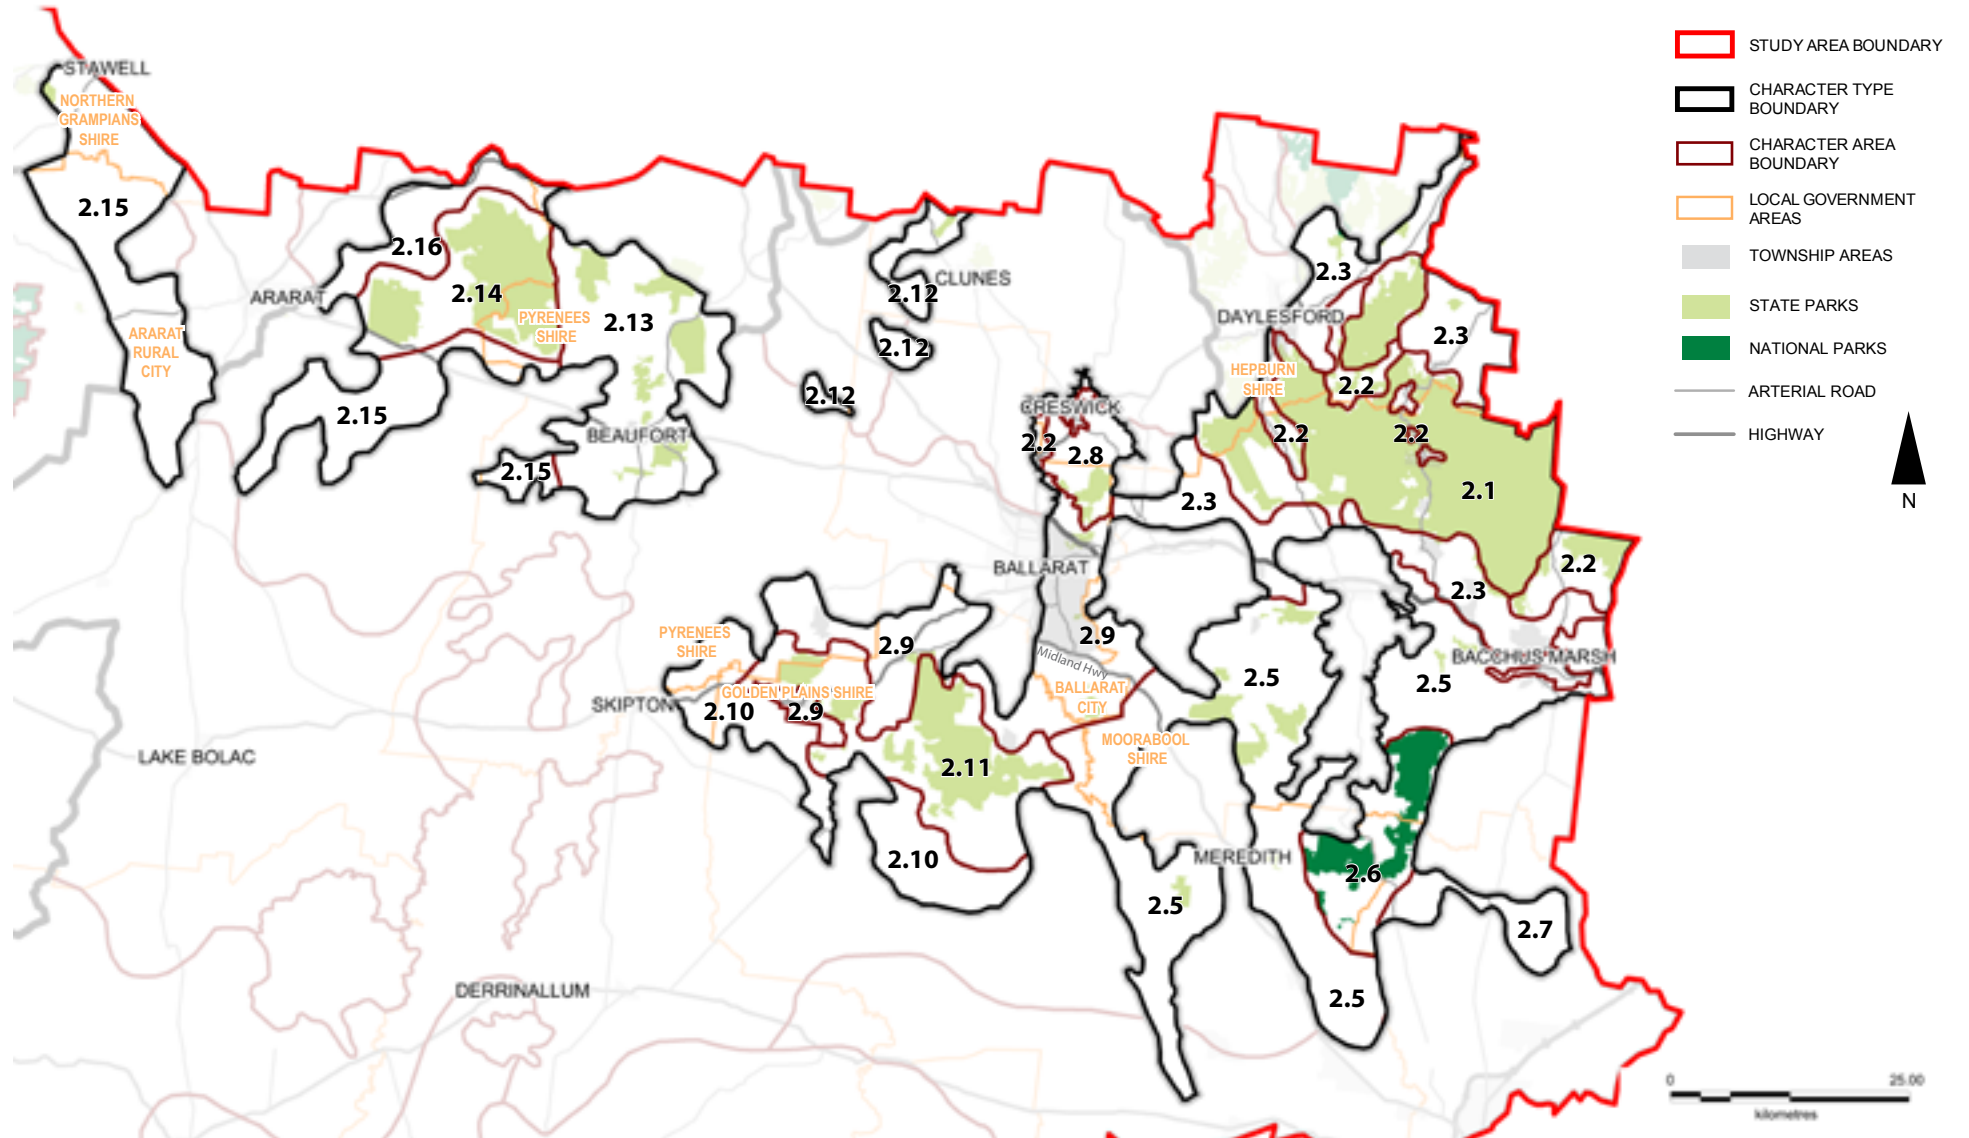 STUDY AREA BOUNDARY
CHARACTER TYPE
BOUNDARY
CHARACTER AREA
BOUNDARY
LOCAL GOVERNMENT
AREAS
TOWNSHIP AREAS
STATE PARKS
NATIONAL PARKS
ARTERIAL ROAD
HIGHWAY
N
0 25.00
kilometres
STAWELL
NORTHERN
GRAMPIANS
SHIRE
2.15
ARARAT
RURAL
CITY
ARARAT
2.16
2.14
PYRENEES
SHIRE
2.13
2.15
BEAUFORT
2.15
CLUNES
2.12
2.12
2.12
CRESWICK
2.2
2.8
DAYLESFORD
2.3
2.3
HEPBURN
SHIRE
2.2
2.2
2.2
2.1
2.3
2.2
2.3
BALLARAT
2.9
Midland Hwy
BALLARAT
CITY
MOORABOOL
SHIRE
PYRENEES
SHIRE
2.9
GOLDEN PLAINS SHIRE
SKIPTON
2.10
2.9
2.11
2.10
2.5
BACCHUS MARSH
2.5
MEREDITH
2.6
2.5
2.7
2.5
LAKE BOLAC
DERRINALLUM